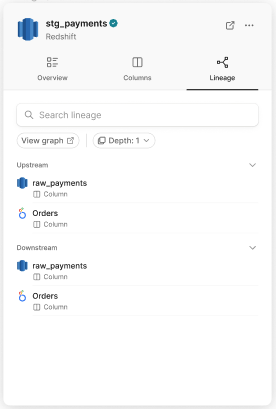 stg_payments
Redshift
Overview
Columns
Lineage
Search lineage
View graph
Depth: 1
Upstream
raw_payments
Column
Orders
Column
Downstream
raw_payments
Column
Orders
Column